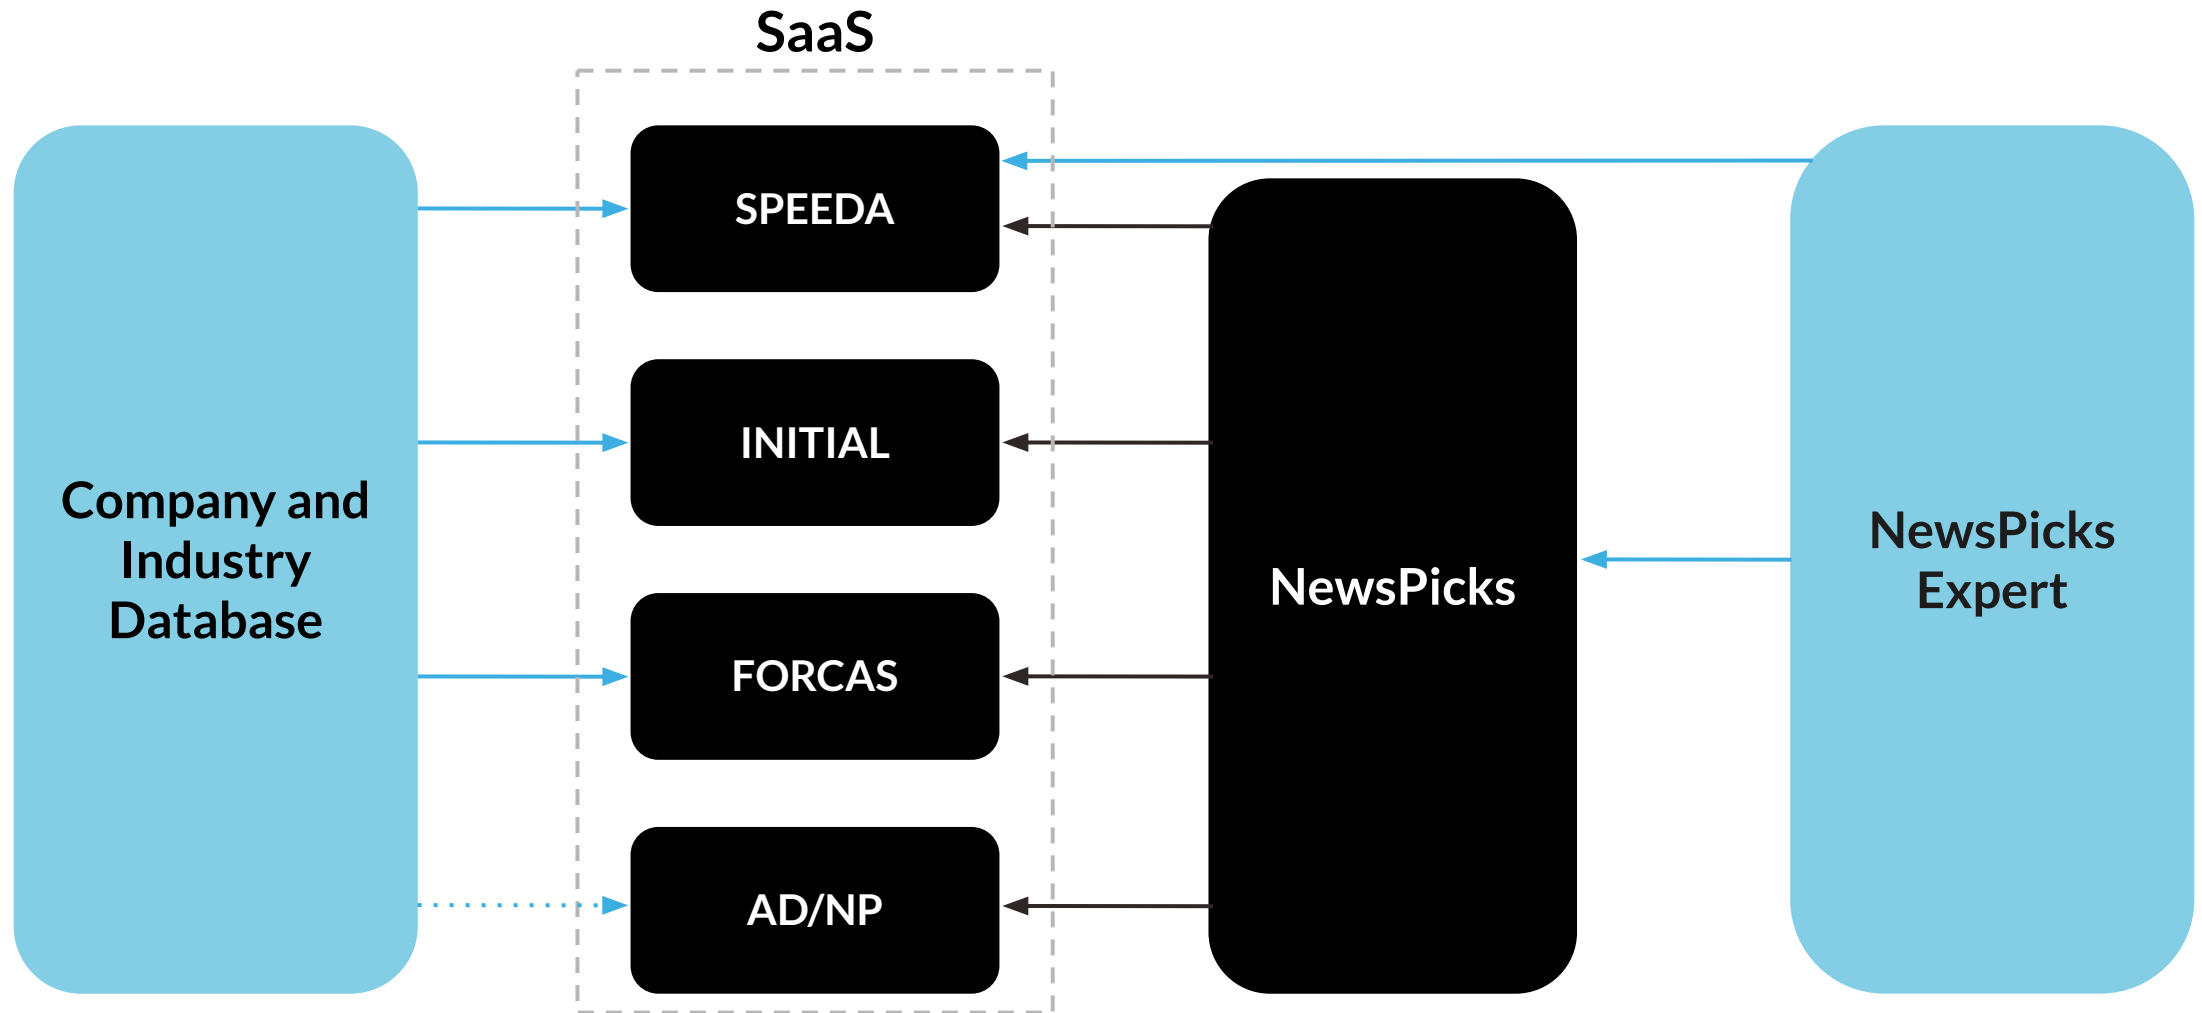 SaaS
Company and
Industry
Database
SPEEDA
INITIAL
FORCAS
AD/NP
NewsPicks
NewsPicks
Expert